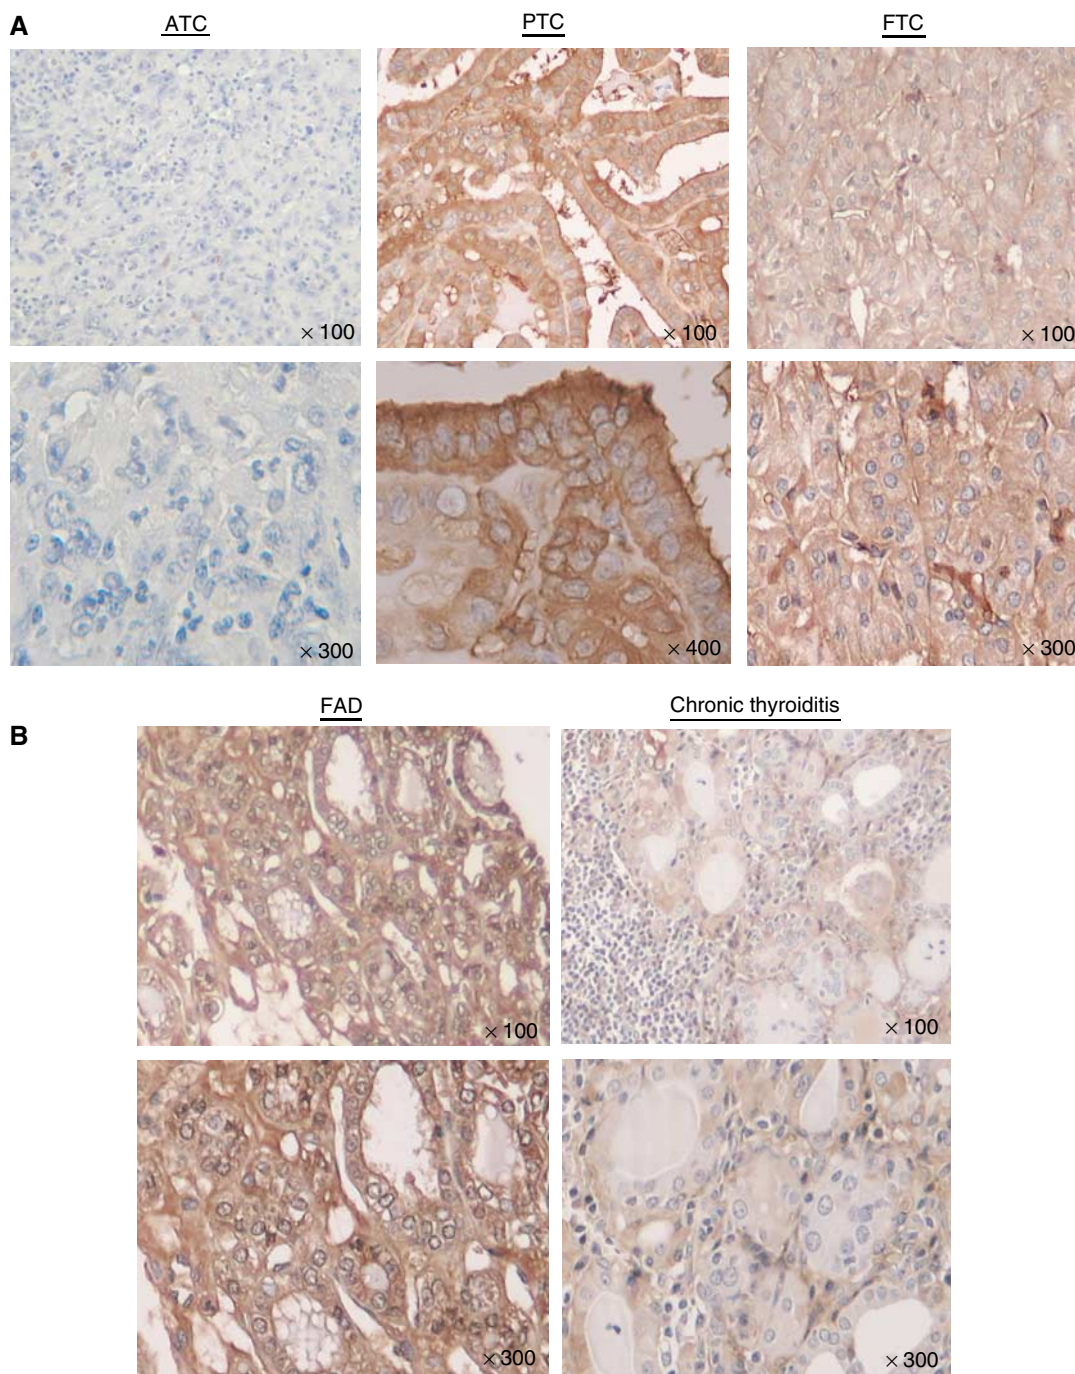 A
ATC
PTC
FTC
× 100
× 100
× 100
× 300
× 400
× 300
B
FAD
Chronic thyroiditis
× 100
× 100
× 300
× 300